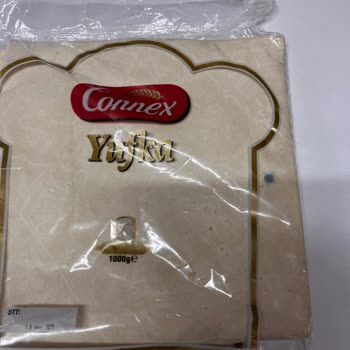 Connex
Yufka
1000g℮
STT: